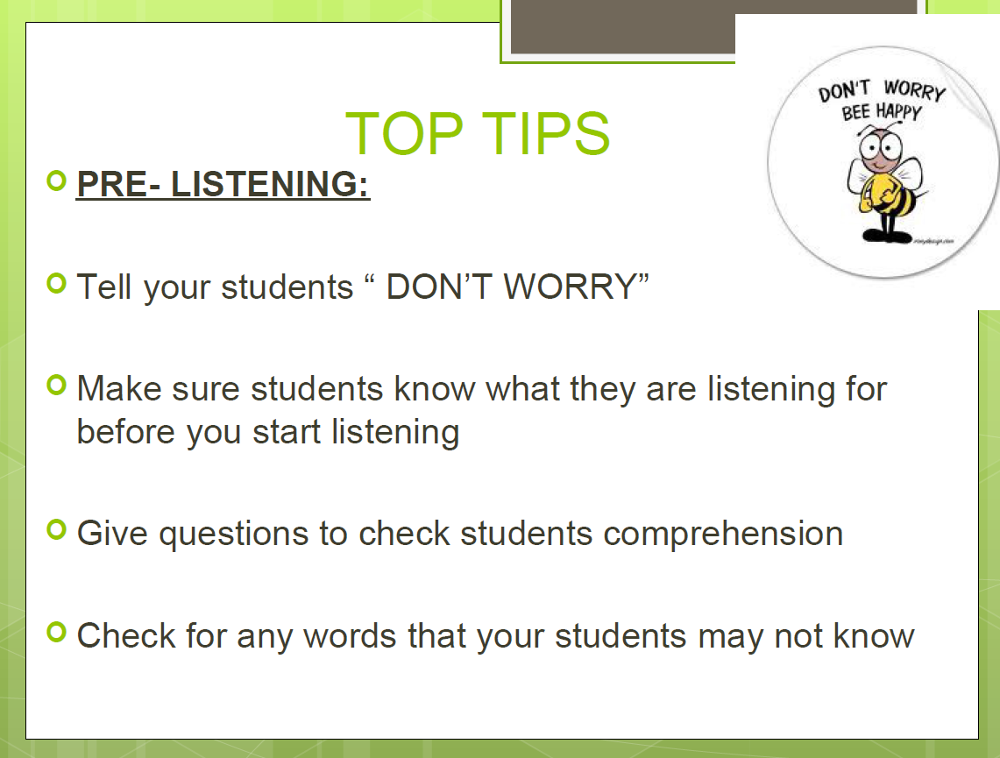 DON'T WORRY
BEE HAPPY
TOP TIPS
PRE- LISTENING:
Tell your students “ DON’T WORRY”
Make sure students know what they are listening for
before you start listening
Give questions to check students comprehension
Check for any words that your students may not know